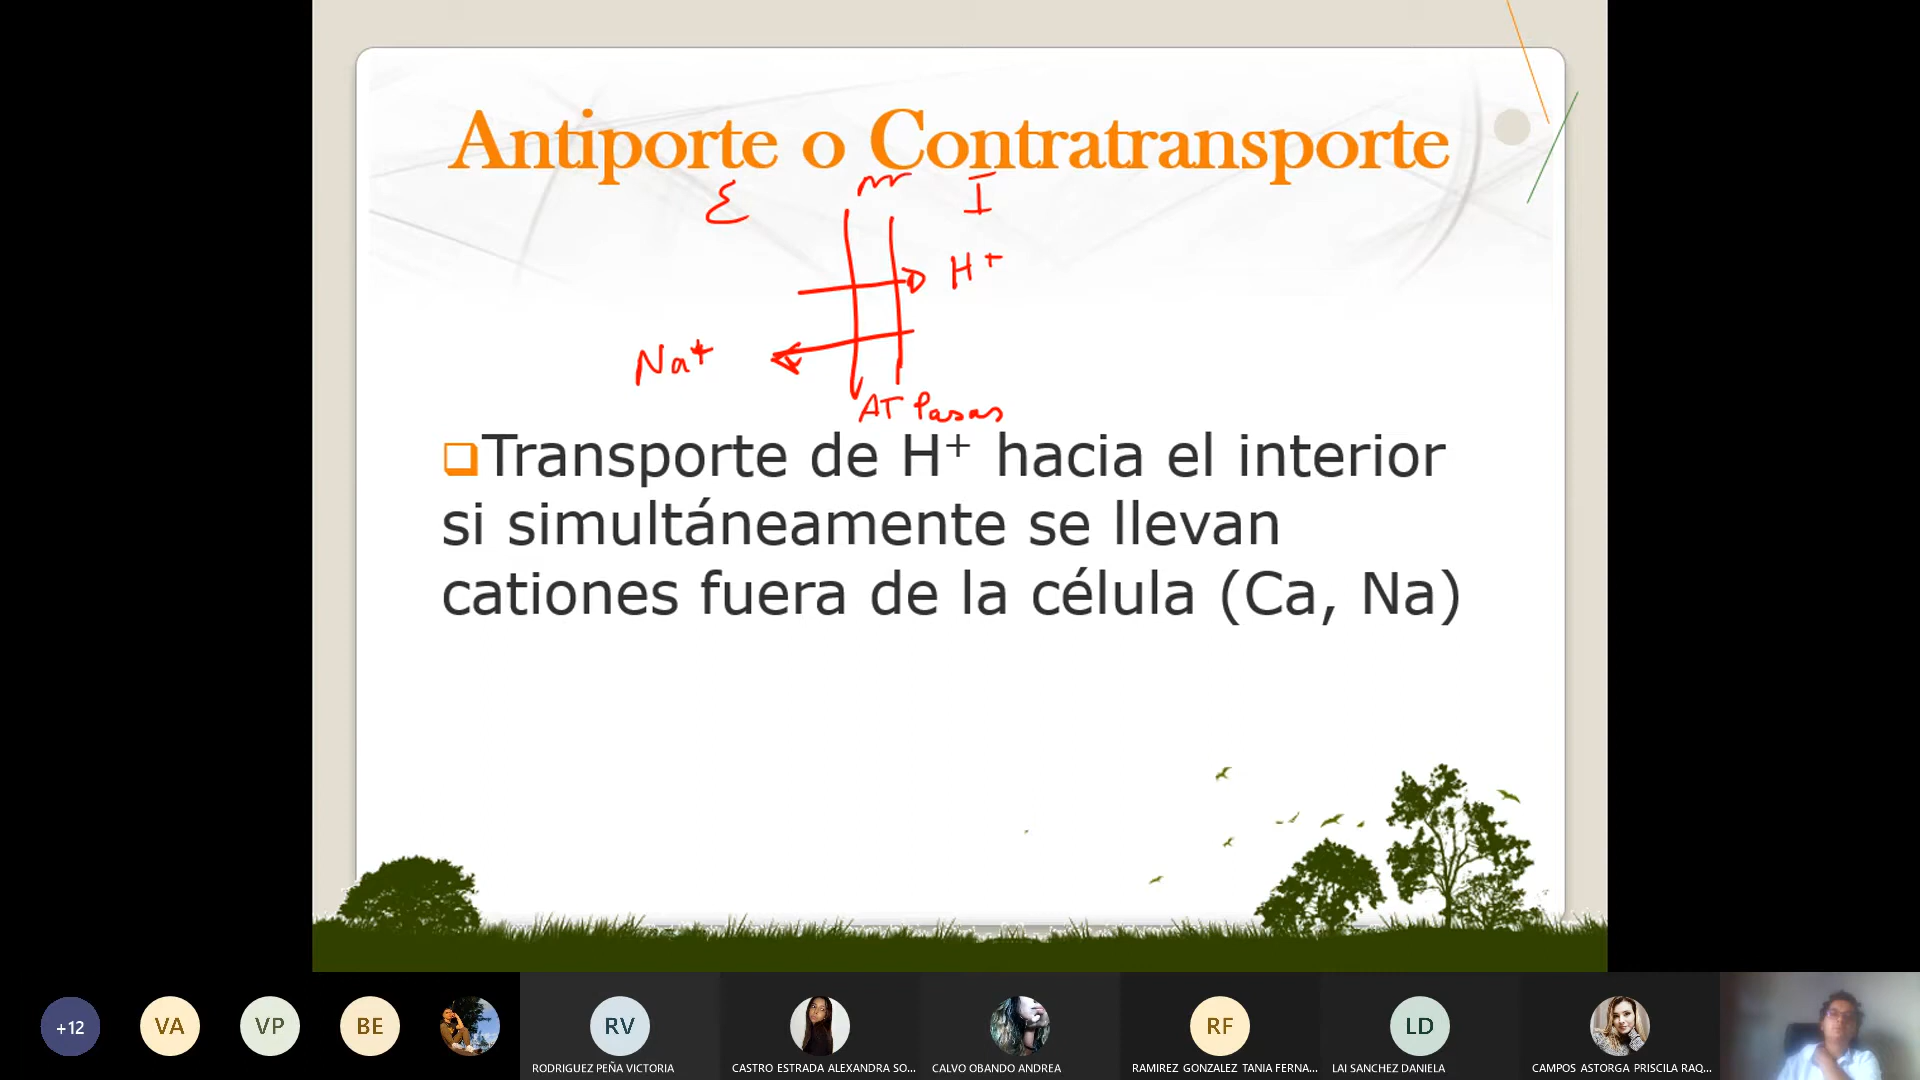 Antiporte o Contratransporte
E m I
H+
Na+
ATPasas
Transporte de H⁺ hacia el interior
si simultáneamente se llevan
cationes fuera de la célula (Ca, Na)
+12 VA VP BE RV RF LD
RODRIGUEZ PEÑA VICTORIA CASTRO ESTRADA ALEXANDRA SO... CALVO OBANDO ANDREA RAMIREZ GONZALEZ TANIA FERNA... LAI SANCHEZ DANIELA CAMPOS ASTORGA PRISCILA RAQ...